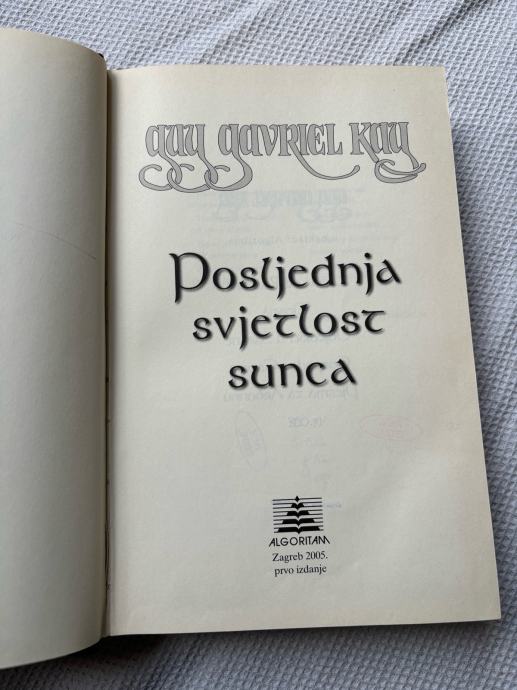 guy gavriel kay
Posljednja
svjetlost
sunca
ALGORITAM
Zagreb 2005.
prvo izdanje